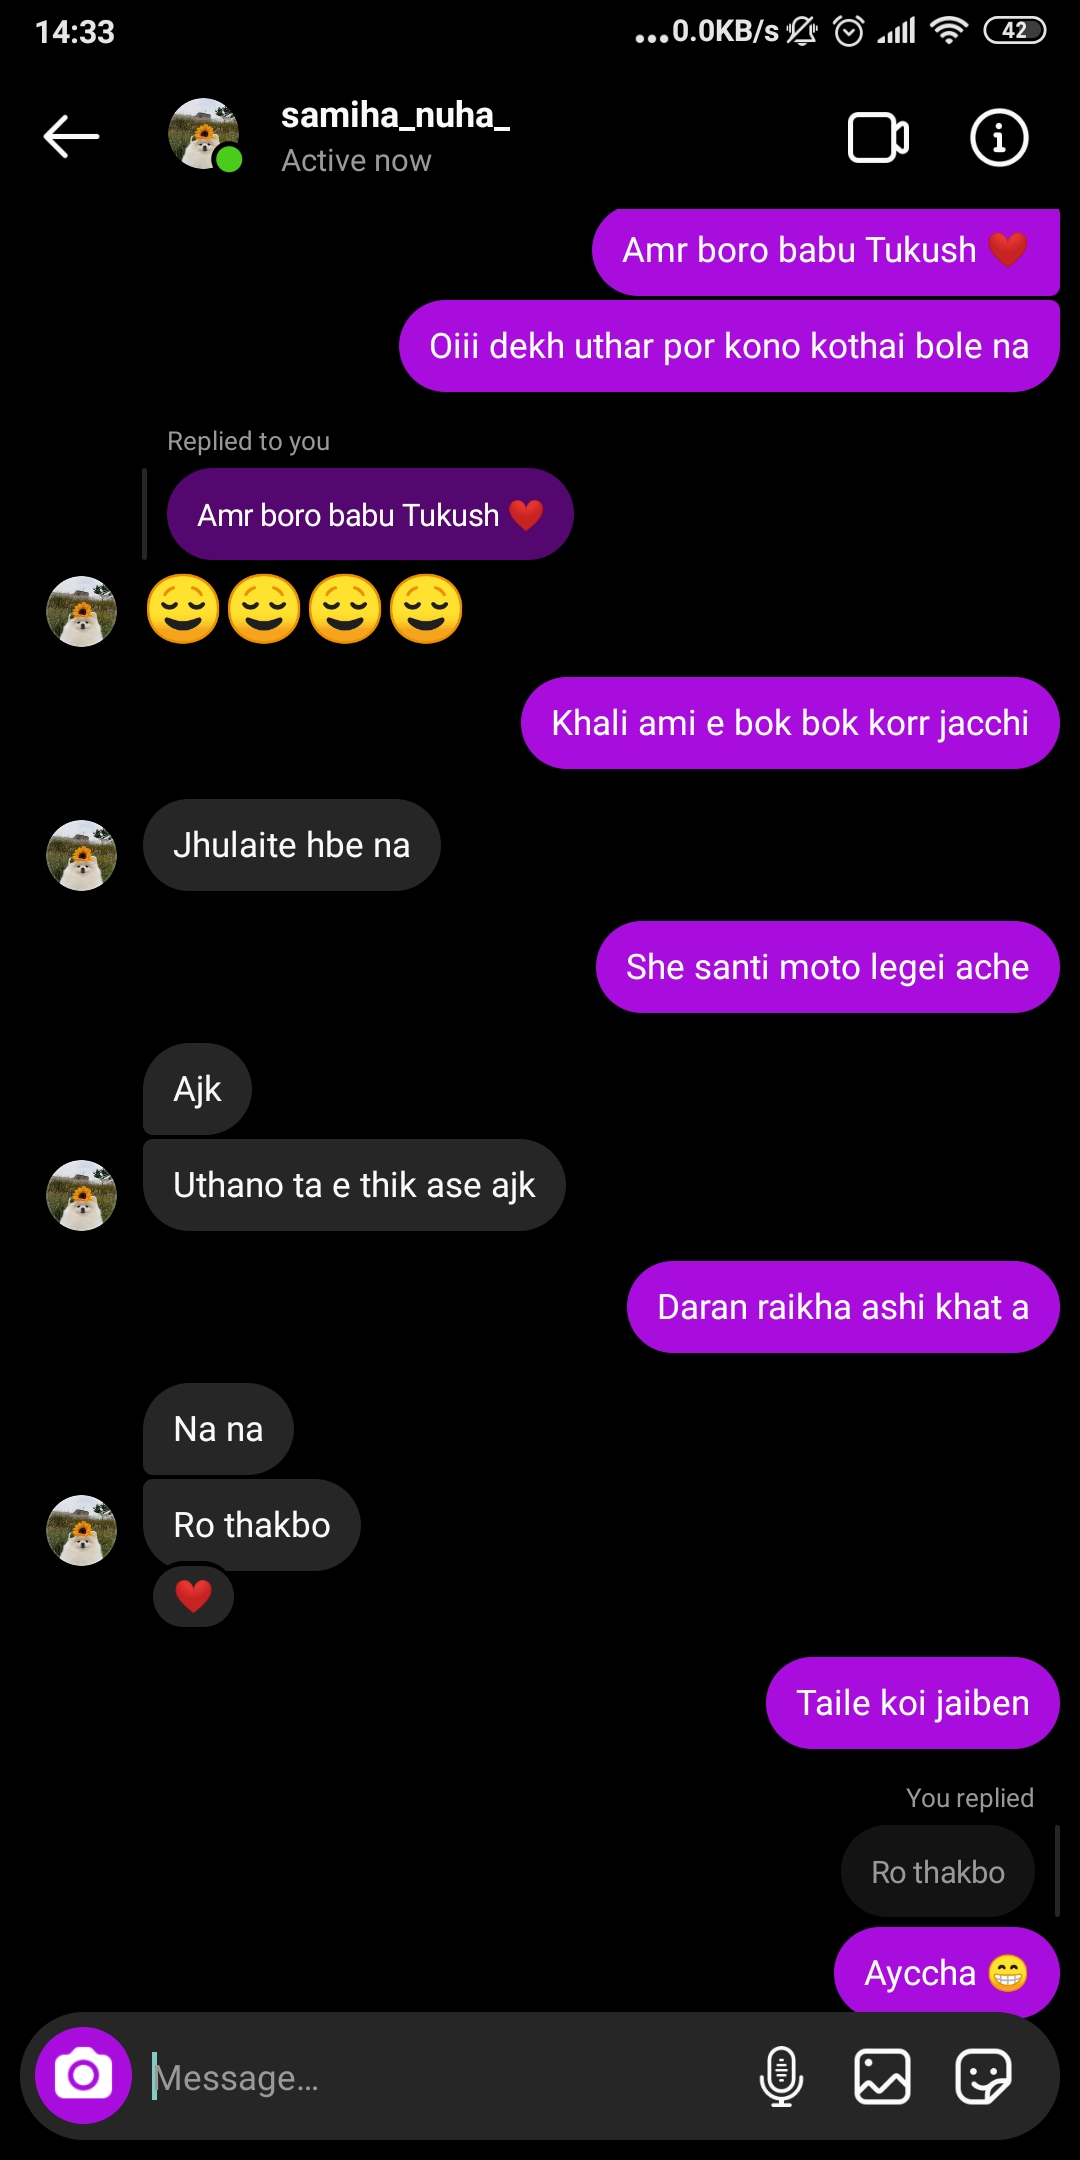 14:33
...0.0KB/s
42
samiha_nuha_
Active now
Amr boro babu Tukush ❤️
Oiii dekh uthar por kono kothai bole na
Replied to you
Amr boro babu Tukush ❤️
😌😌😌😌
Khali ami e bok bok korr jacchi
Jhulaite hbe na
She santi moto legei ache
Ajk
Uthano ta e thik ase ajk
Daran raikha ashi khat a
Na na
Ro thakbo
❤️
Taile koi jaiben
You replied
Ro thakbo
Ayccha 😁
Message...